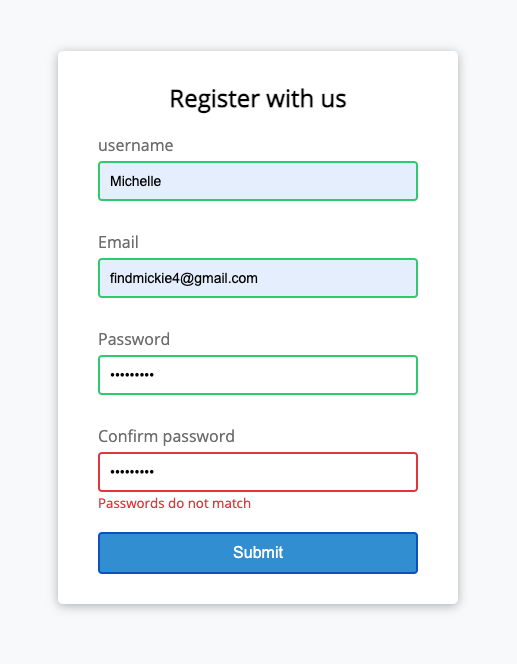 Register with us
username
Michelle
Email
findmickie4@gmail.com
Password
•••••••••
Confirm password
•••••••••
Passwords do not match
Submit